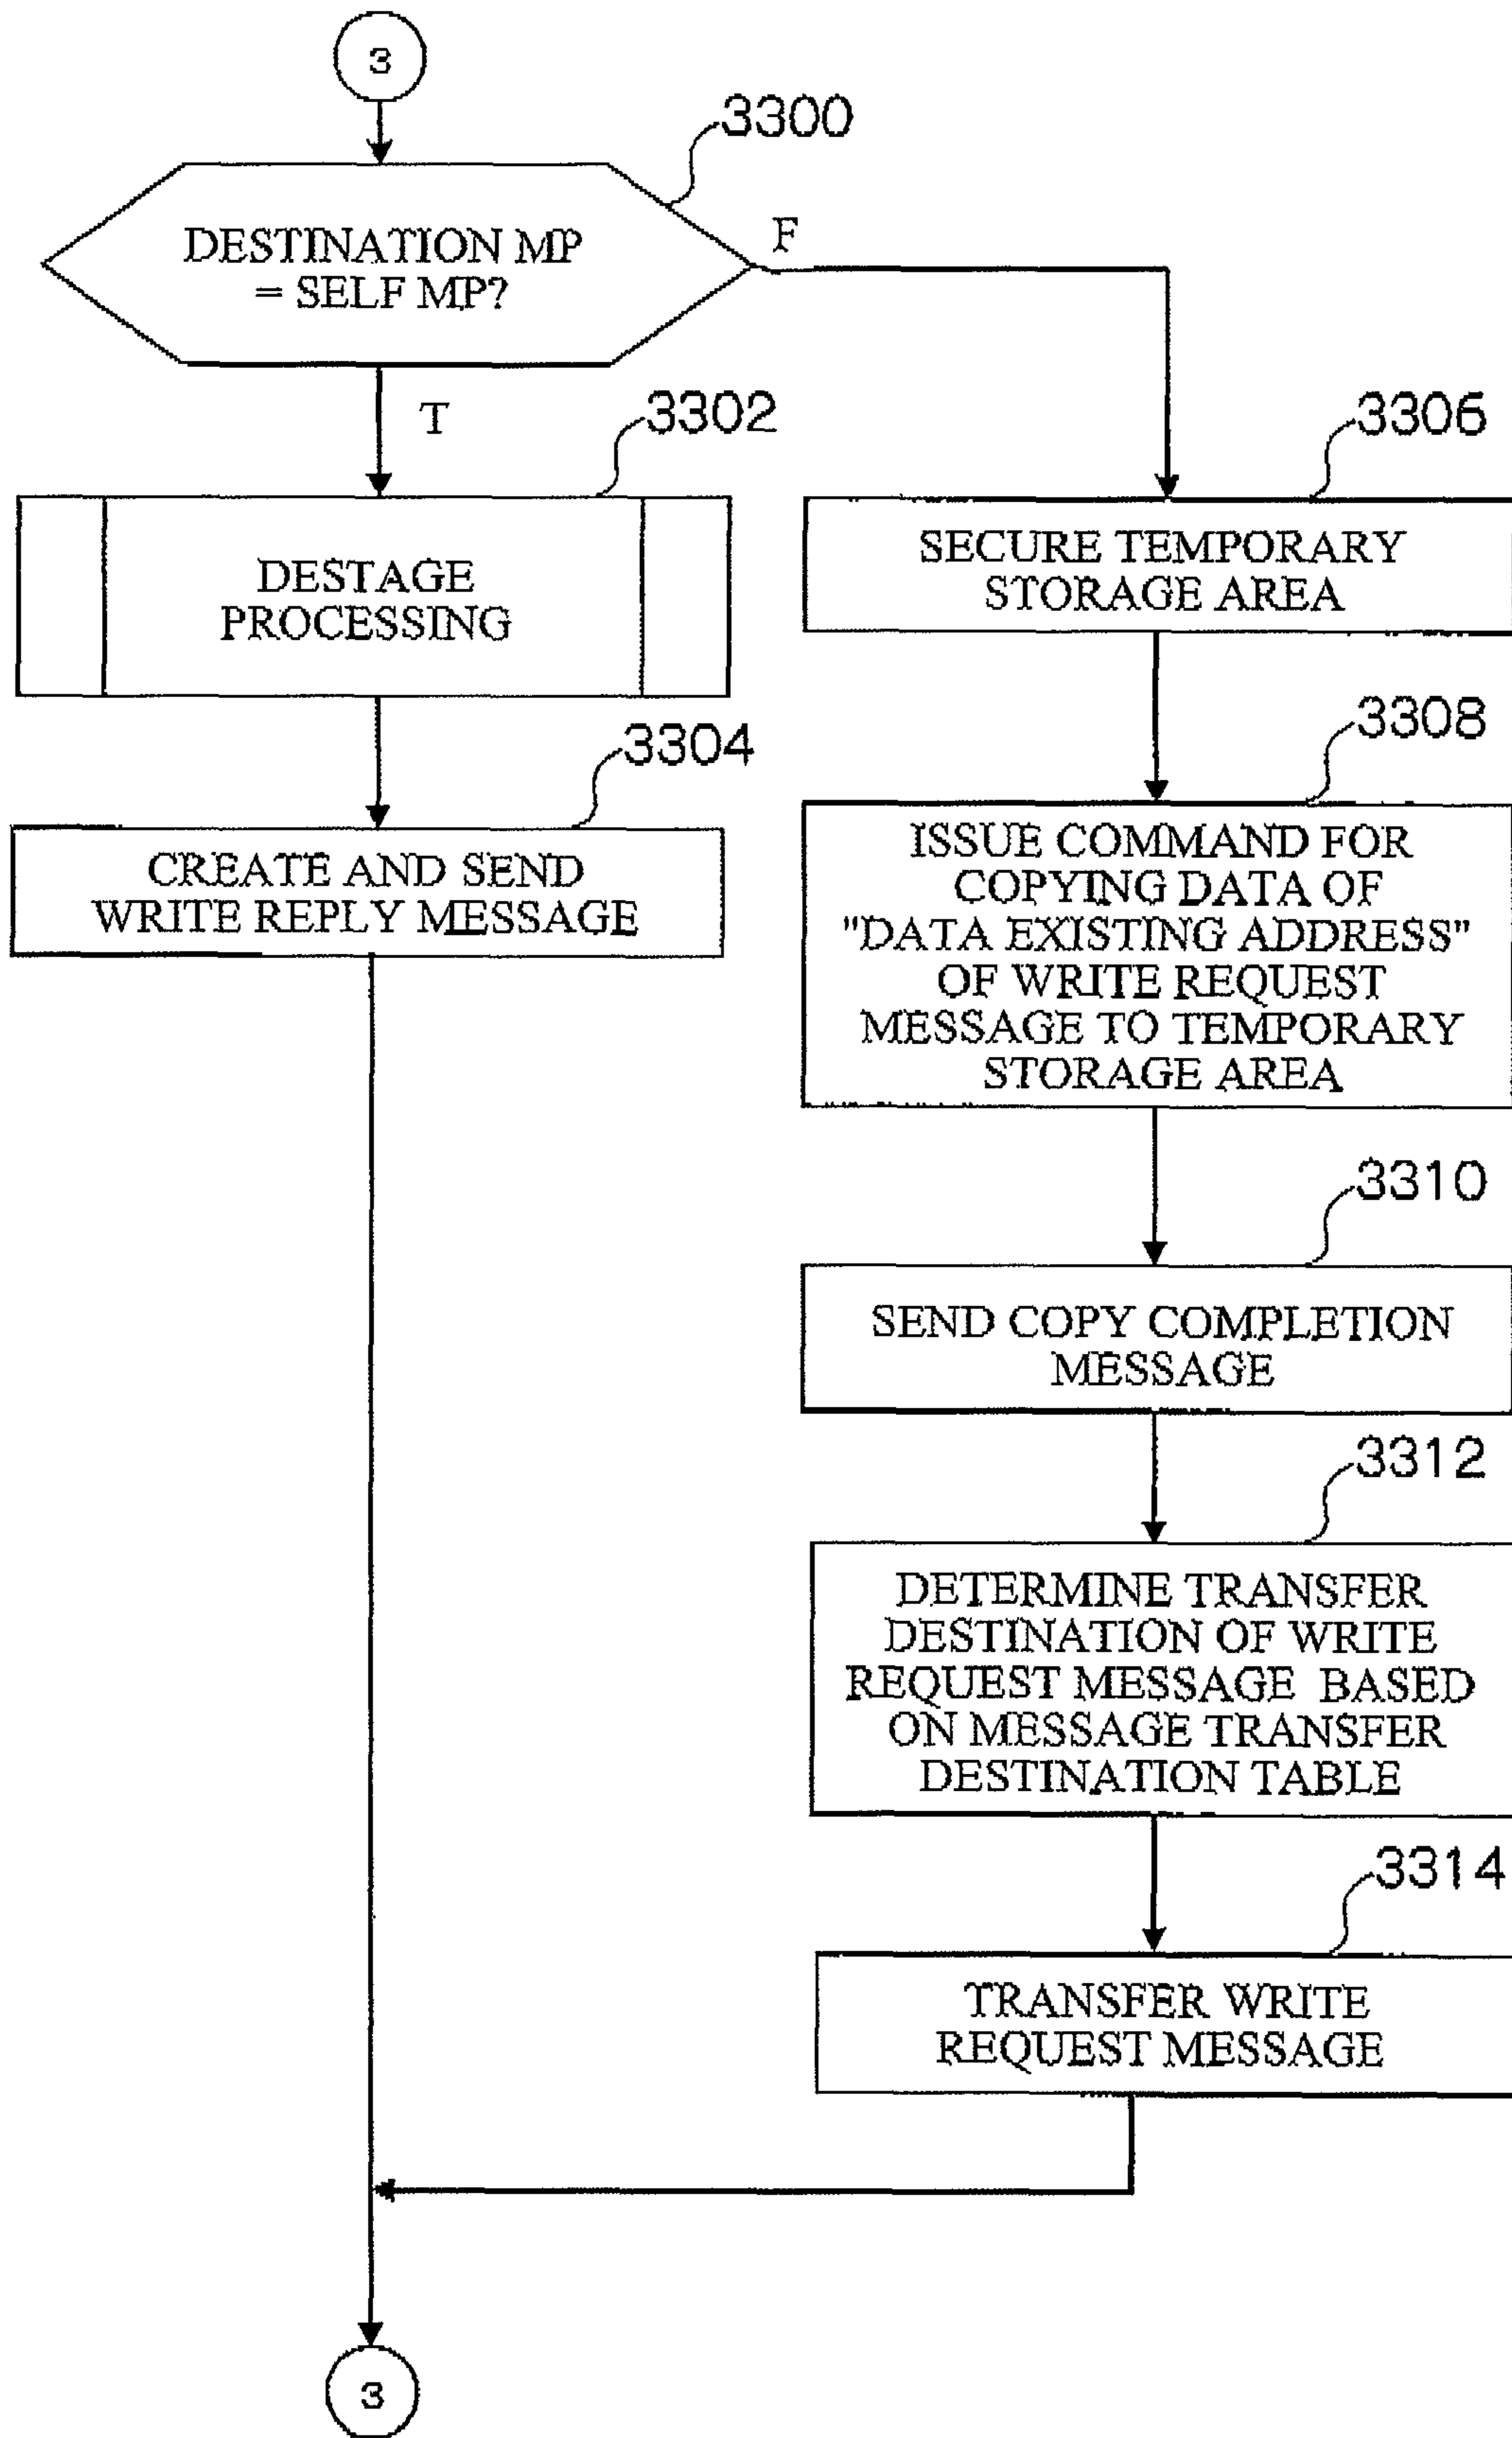 3
3300
DESTINATION MP
= SELF MP?
F
T
3302
DESTAGE
PROCESSING
3304
CREATE AND SEND
WRITE REPLY MESSAGE
3306
SECURE TEMPORARY
STORAGE AREA
3308
ISSUE COMMAND FOR
COPYING DATA OF
"DATA EXISTING ADDRESS"
OF WRITE REQUEST
MESSAGE TO TEMPORARY
STORAGE AREA
3310
SEND COPY COMPLETION
MESSAGE
3312
DETERMINE TRANSFER
DESTINATION OF WRITE
REQUEST MESSAGE BASED
ON MESSAGE TRANSFER
DESTINATION TABLE
3314
TRANSFER WRITE
REQUEST MESSAGE
3